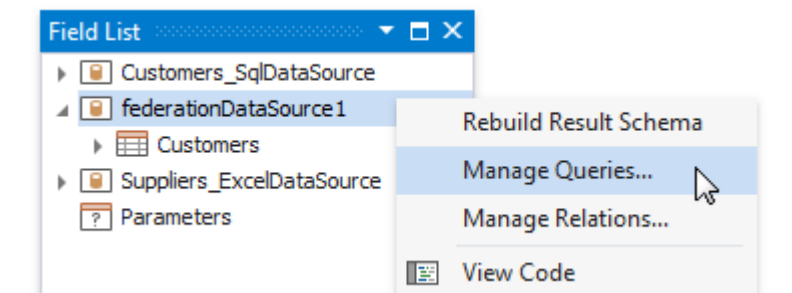 Field List
Customers_SqlDataSource
federationDataSource1
Customers
Suppliers_ExcelDataSource
? Parameters
Rebuild Result Schema
Manage Queries...
Manage Relations...
View Code